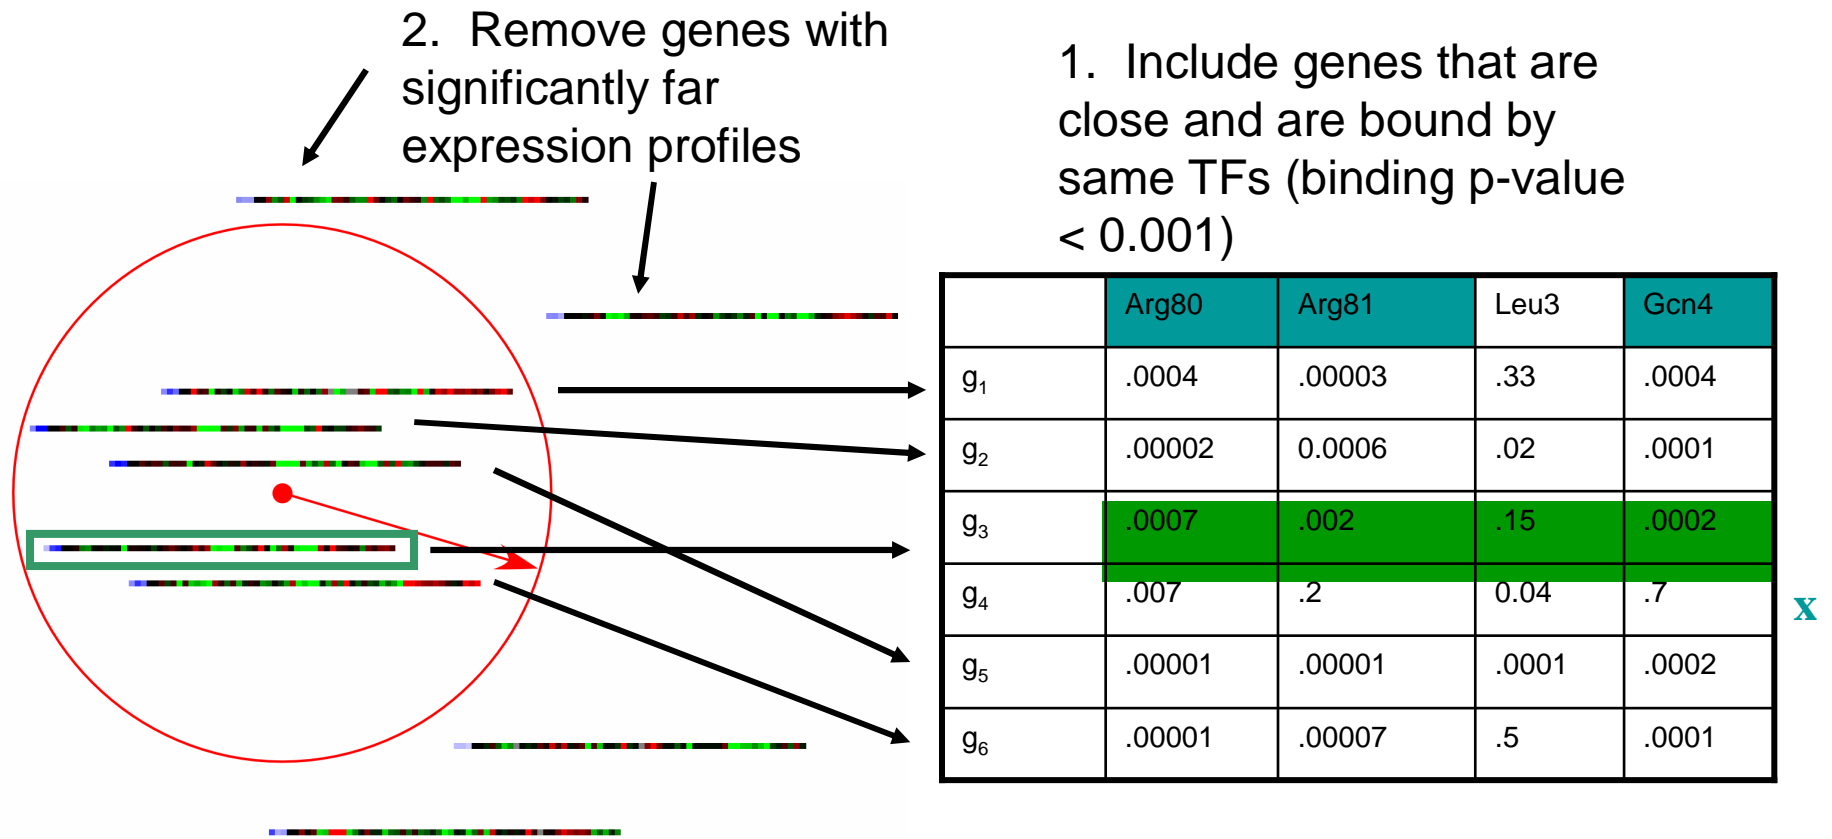 2. Remove genes with
significantly far
expression profiles
1. Include genes that are
close and are bound by
same TFs (binding p-value
< 0.001)
Arg80 Arg81 Leu3 Gcn4
g1 .0004 .00003 .33 .0004
g2 .00002 0.0006 .02 .0001
g3 .0007 .002 .15 .0002
g4 .007 .2 0.04 .7
x
g5 .00001 .00001 .0001 .0002
g6 .00001 .00007 .5 .0001